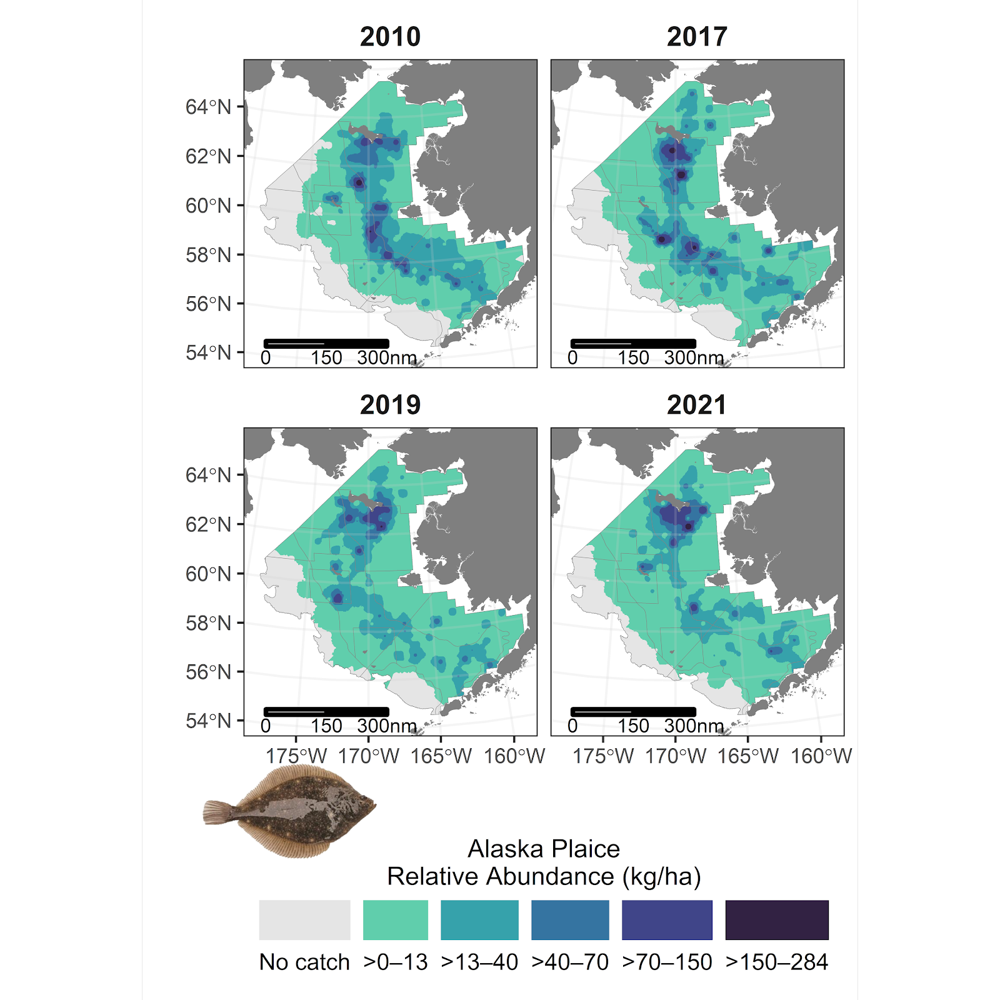 2010 2017
64°N
62°N
60°N
58°N
56°N
54°N
0 150 300nm 0 150 300nm
2019 2021
64°N
62°N
60°N
58°N
56°N
54°N
0 150 300nm 0 150 300nm
175°W 170°W 165°W 160°W 175°W 170°W 165°W 160°W
Alaska Plaice
Relative Abundance (kg/ha)
No catch >0–13 >13–40 >40–70 >70–150 >150–284